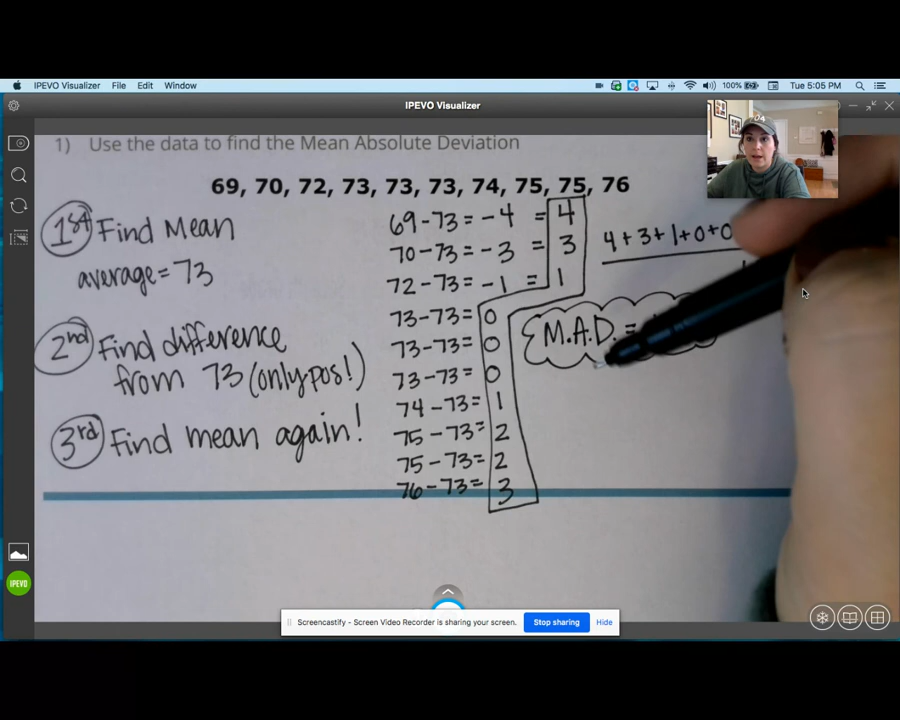 IPEVO Visualizer File Edit Window 100% Tue 5:05 PM
IPEVO Visualizer
1) Use the data to find the Mean Absolute Deviation
69, 70, 72, 73, 73, 73, 74, 75, 75, 76
1st Find Mean
average = 73
2nd Find difference
from 73 (only pos!)
3rd Find mean again!
69-73 = -4 = 4
70-73 = -3 = 3
72-73 = -1 = 1
73-73 = 0
73-73 = 0
73-73 = 0
74-73 = 1
75-73 = 2
75-73 = 2
76-73 = 3
4+3+1+0+0
M.A.D. =
IPEVO
Screencastify - Screen Video Recorder is sharing your screen. Stop sharing Hide